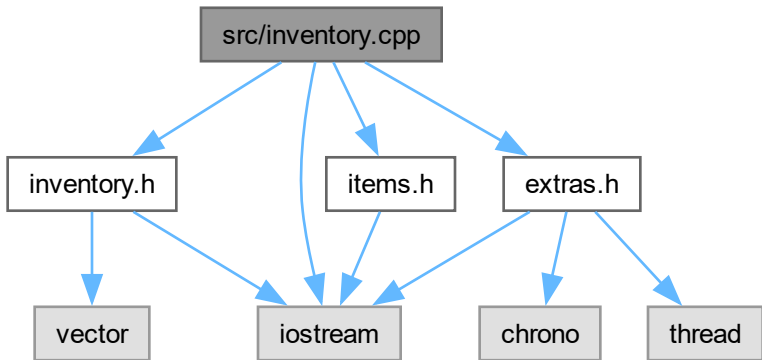 src/inventory.cpp
inventory.h
items.h
extras.h
vector
iostream
chrono
thread